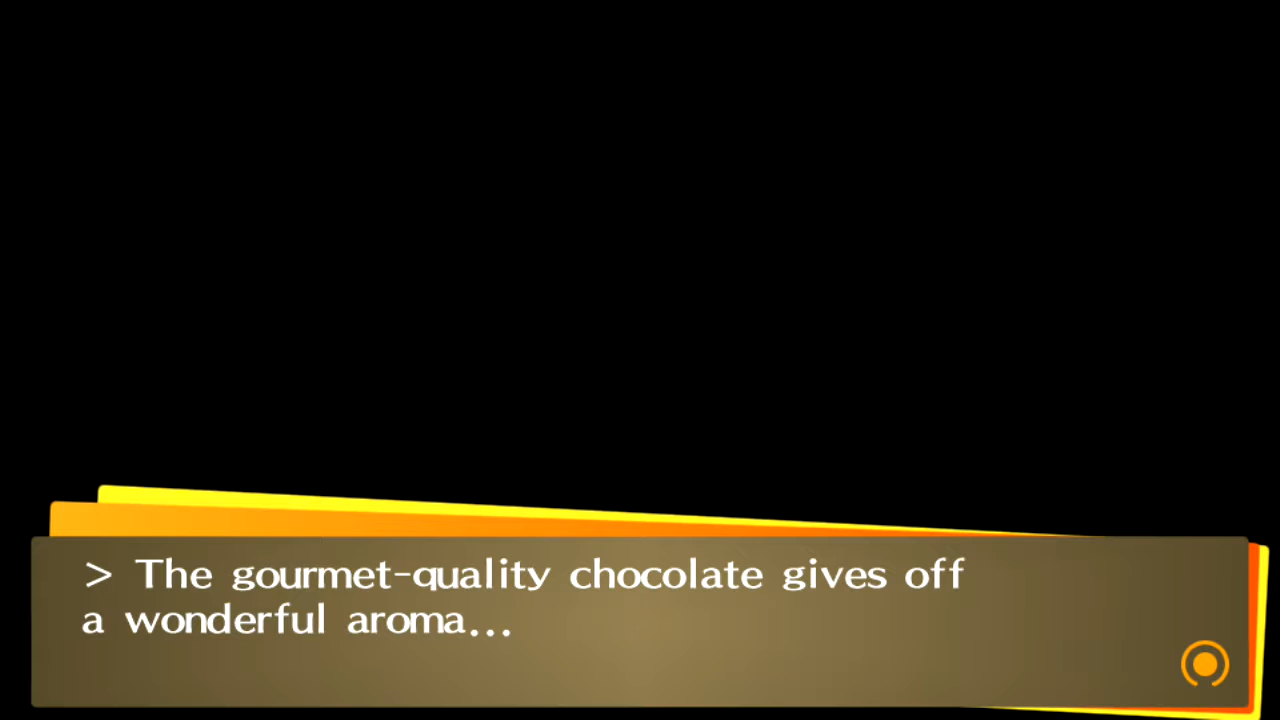 > The gourmet-quality chocolate gives off
a wonderful aroma...